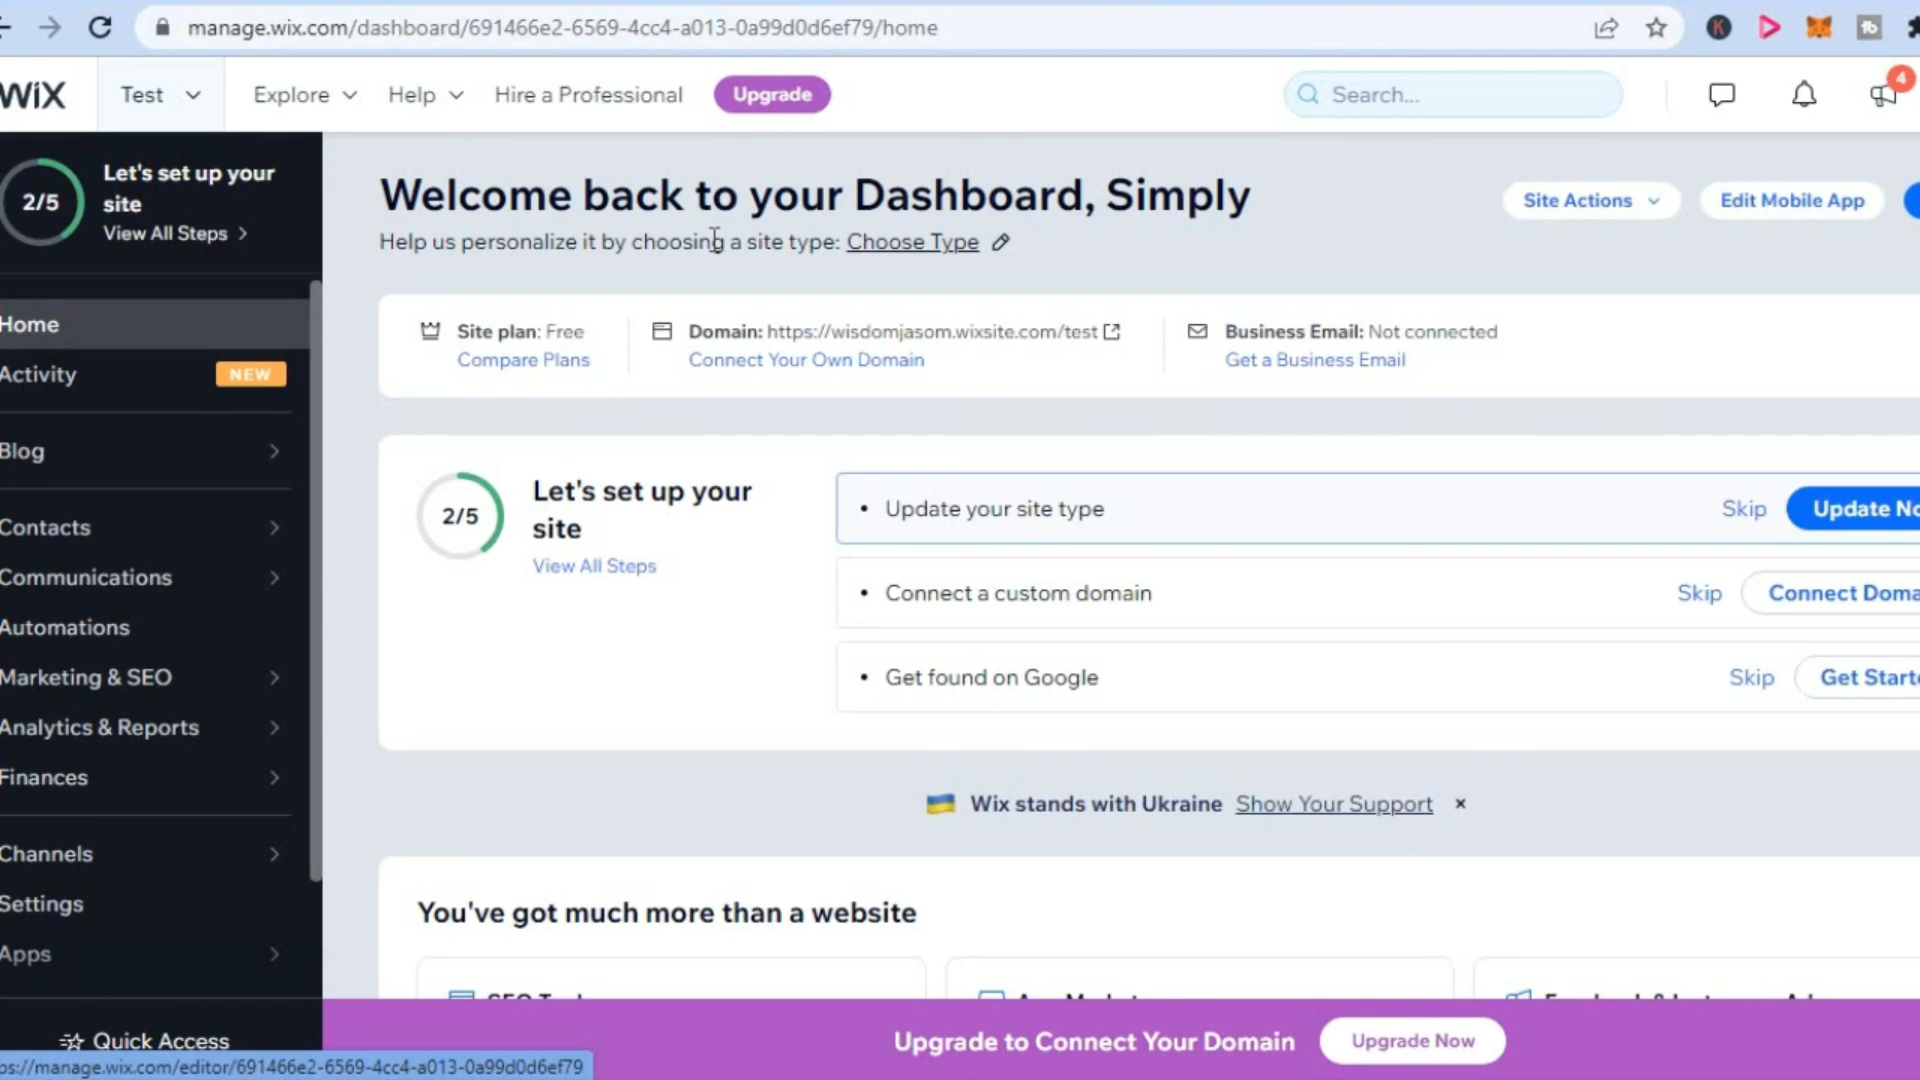 manage.wix.com/dashboard/691466e2-6569-4cc4-a013-0a99d0d6ef79/home
WiX
Test
Explore
Help
Hire a Professional
Upgrade
Search...
4
2/5
Let's set up your
site
View All Steps
Home
Activity
NEW
Blog
Contacts
Communications
Automations
Marketing & SEO
Analytics & Reports
Finances
Channels
Settings
Apps
Quick Access
Welcome back to your Dashboard, Simply
Help us personalize it by choosing a site type: Choose Type
Site Actions
Edit Mobile App
Site plan: Free
Compare Plans
Domain: https://wisdomjasom.wixsite.com/test
Connect Your Own Domain
Business Email: Not connected
Get a Business Email
2/5
Let's set up your
site
View All Steps
• Update your site type
Skip
Update No
• Connect a custom domain
Skip
Connect Doma
• Get found on Google
Skip
Get Starte
Wix stands with Ukraine Show Your Support
You've got much more than a website
Upgrade to Connect Your Domain
Upgrade Now
ps://manage.wix.com/editor/691466e2-6569-4cc4-a013-0a99d0d6ef79